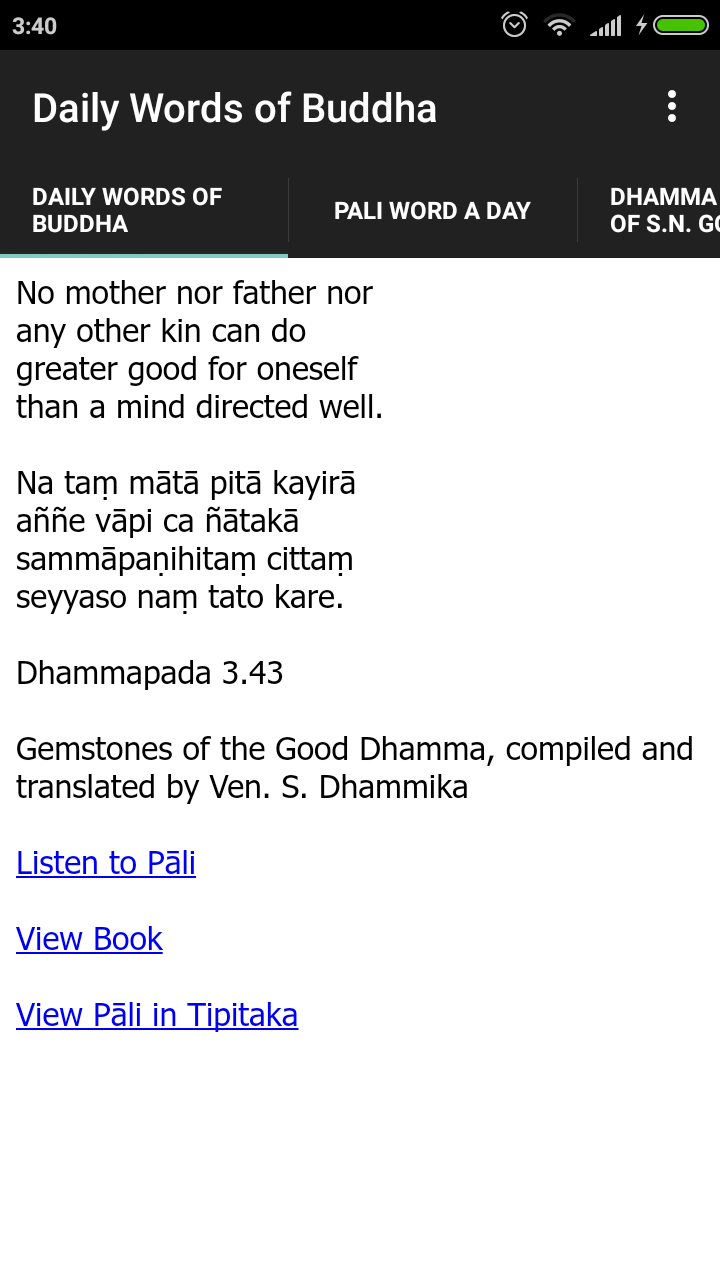 3:40
Daily Words of Buddha
DAILY WORDS OF
BUDDHA
PALI WORD A DAY
DHAMMA
OF S.N. GO
No mother nor father nor
any other kin can do
greater good for oneself
than a mind directed well.
Na taṃ mātā pitā kayirā
aññe vāpi ca ñātakā
sammāpaṇihitaṃ cittaṃ
seyyaso naṃ tato kare.
Dhammapada 3.43
Gemstones of the Good Dhamma, compiled and
translated by Ven. S. Dhammika
Listen to Pāli
View Book
View Pāli in Tipitaka